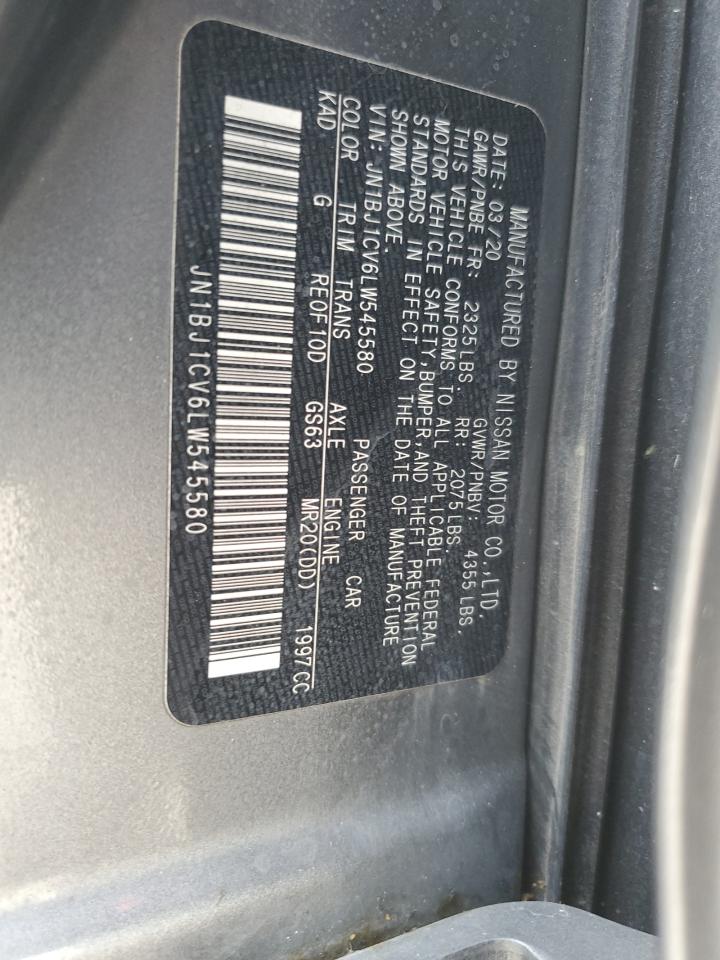 MANUFACTURED BY NISSAN MOTOR CO.,LTD.
DATE: 03/20 GVWR/PNBV: 4355 LBS.
GAWR/PNBE FR: 2325LBS. RR: 2075LBS.
THIS VEHICLE CONFORMS TO ALL APPLICABLE FEDERAL
MOTOR VEHICLE SAFETY,BUMPER,AND THEFT PREVENTION
STANDARDS IN EFFECT ON THE DATE OF MANUFACTURE
SHOWN ABOVE.
VIN: JN1BJ1CV6LW545580 PASSENGER CAR
COLOR TRIM TRANS AXLE ENGINE
KAD G RE0F10D GS63 MR20(DD) 1997CC
JN1BJ1CV6LW545580